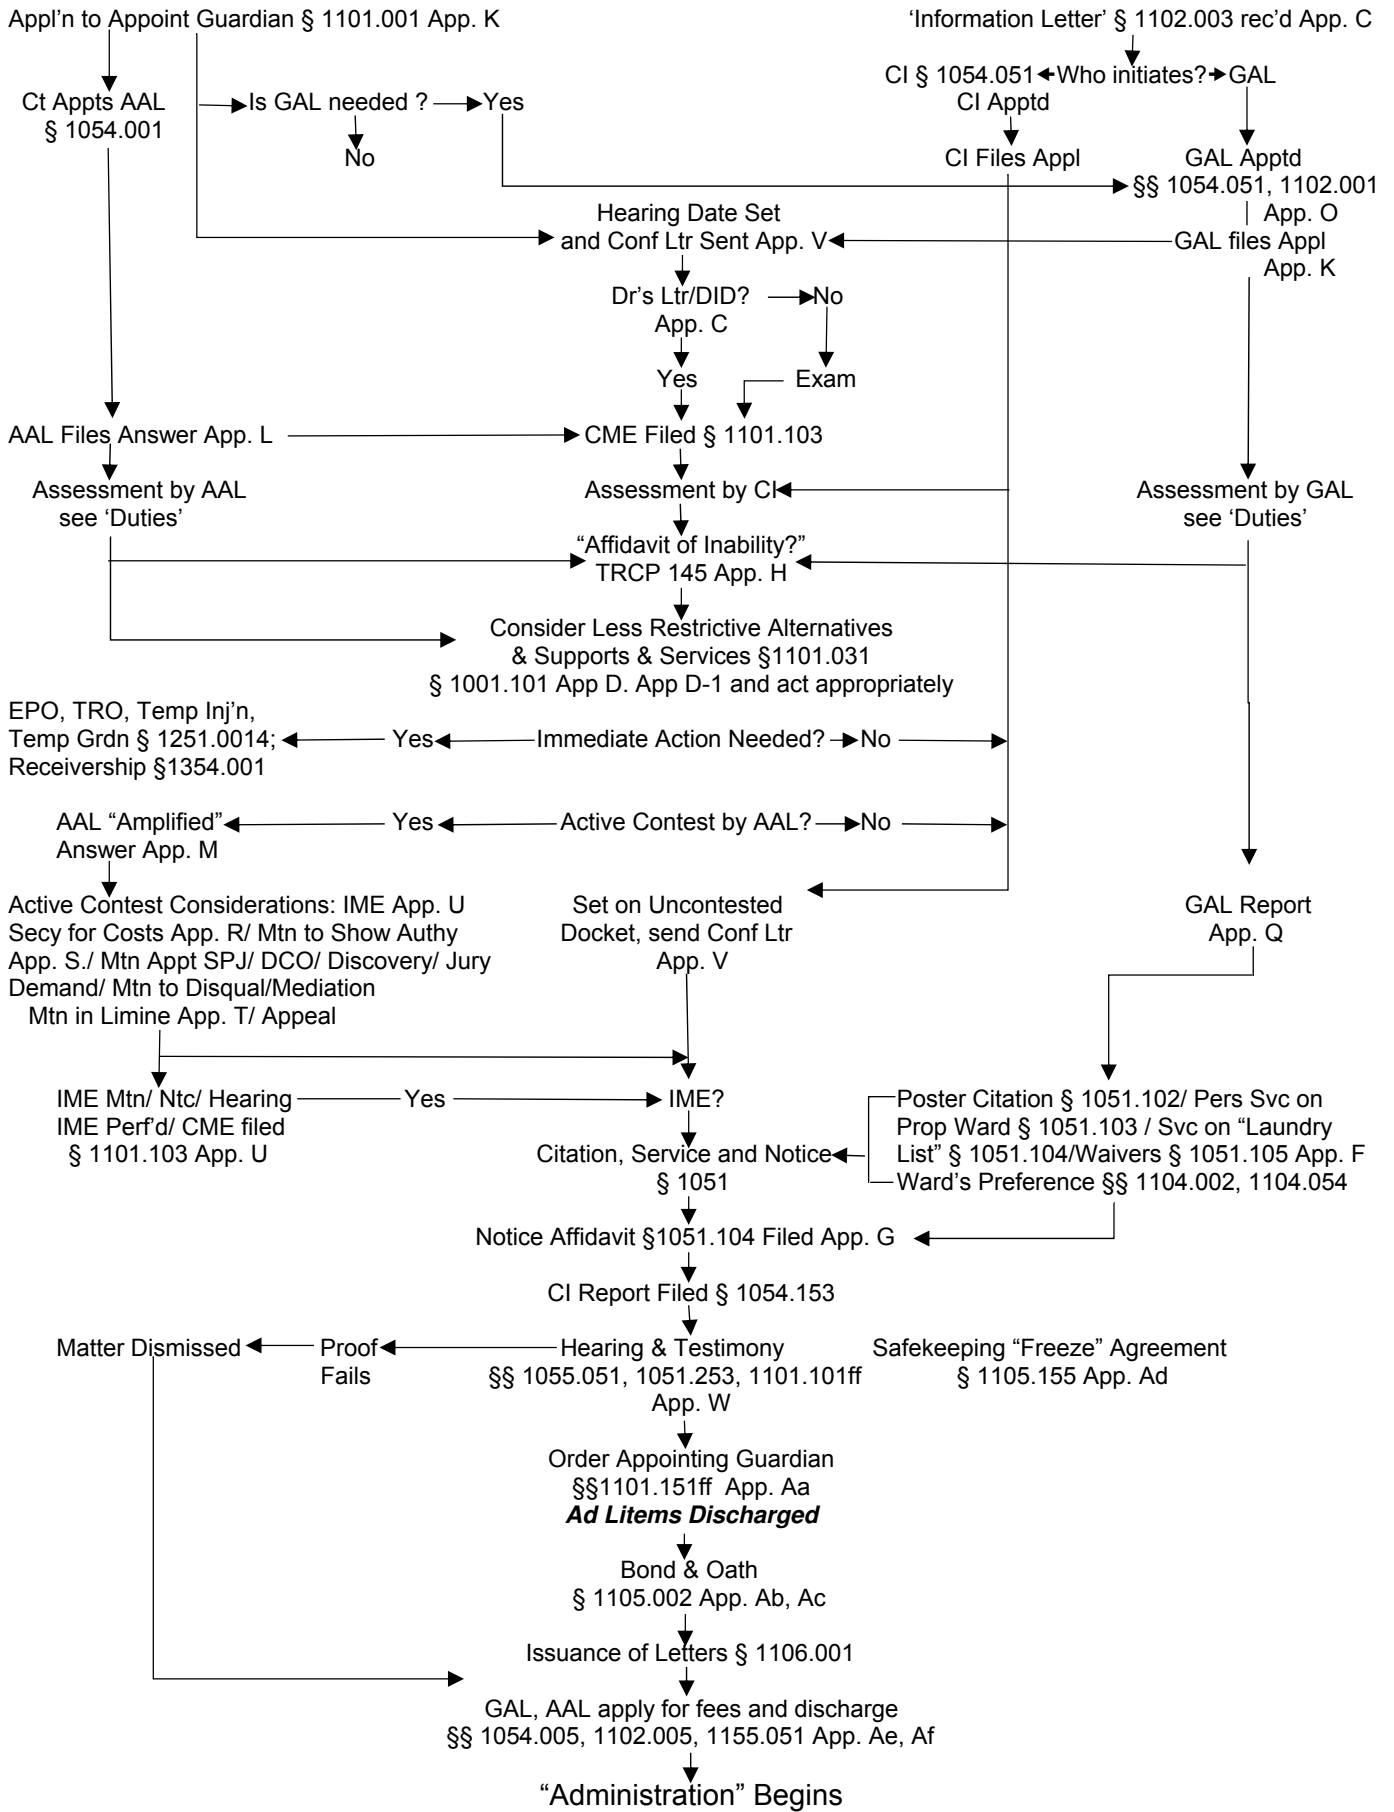 Appl’n to Appoint Guardian § 1101.001 App. K
‘Information Letter’ § 1102.003 rec’d App. C
CI § 1054.051 Who initiates? GAL
CI Apptd
Ct Appts AAL
§ 1054.001
Is GAL needed ? Yes
No
CI Files Appl
GAL Apptd
§§ 1054.051, 1102.001
App. O
Hearing Date Set
and Conf Ltr Sent App. V
GAL files Appl
App. K
Dr’s Ltr/DID? No
App. C
Yes Exam
AAL Files Answer App. L
CME Filed § 1101.103
Assessment by AAL
see ‘Duties’
Assessment by CI
Assessment by GAL
see ‘Duties’
“Affidavit of Inability?”
TRCP 145 App. H
Consider Less Restrictive Alternatives
& Supports & Services §1101.031
§ 1001.101 App D. App D-1 and act appropriately
EPO, TRO, Temp Inj’n,
Temp Grdn § 1251.0014;
Receivership §1354.001
Yes Immediate Action Needed? No
AAL “Amplified”
Answer App. M
Yes Active Contest by AAL? No
Active Contest Considerations: IME App. U
Secy for Costs App. R/ Mtn to Show Authy
App. S./ Mtn Appt SPJ/ DCO/ Discovery/ Jury
Demand/ Mtn to Disqual/Mediation
Mtn in Limine App. T/ Appeal
Set on Uncontested
Docket, send Conf Ltr
App. V
GAL Report
App. Q
IME Mtn/ Ntc/ Hearing
IME Perf’d/ CME filed
§ 1101.103 App. U
Yes IME?
Poster Citation § 1051.102/ Pers Svc on
Prop Ward § 1051.103 / Svc on “Laundry
List” § 1051.104/Waivers § 1051.105 App. F
Ward’s Preference §§ 1104.002, 1104.054
Citation, Service and Notice
§ 1051
Notice Affidavit §1051.104 Filed App. G
CI Report Filed § 1054.153
Matter Dismissed
Proof
Fails
Hearing & Testimony
§§ 1055.051, 1051.253, 1101.101ff
App. W
Safekeeping “Freeze” Agreement
§ 1105.155 App. Ad
Order Appointing Guardian
§§1101.151ff App. Aa
Ad Litems Discharged
Bond & Oath
§ 1105.002 App. Ab, Ac
Issuance of Letters § 1106.001
GAL, AAL apply for fees and discharge
§§ 1054.005, 1102.005, 1155.051 App. Ae, Af
“Administration” Begins